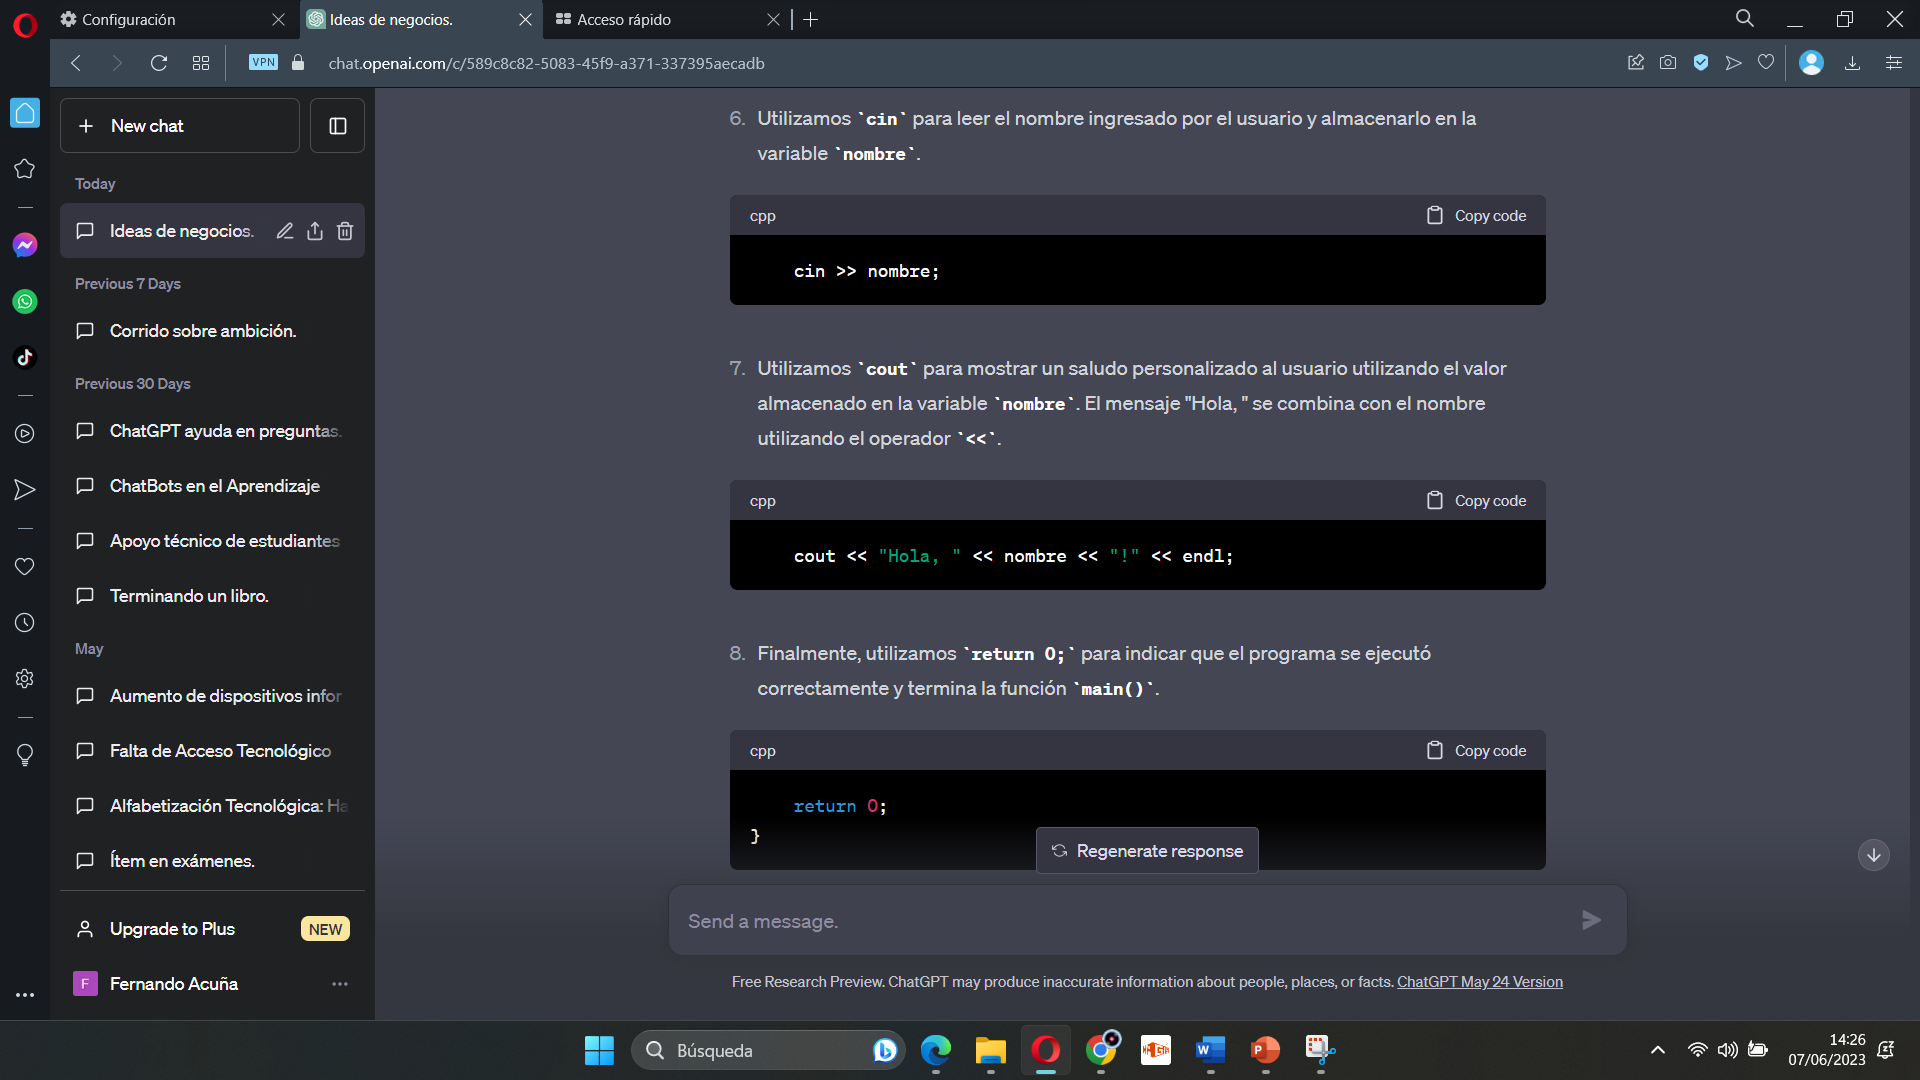 Configuración
Ideas de negocios.
Acceso rápido
VPN
chat.openai.com/c/589c8c82-5083-45f9-a371-337395aecadb
New chat
Today
Ideas de negocios.
Previous 7 Days
Corrido sobre ambición.
Previous 30 Days
ChatGPT ayuda en preguntas.
ChatBots en el Aprendizaje
Apoyo técnico de estudiantes
Terminando un libro.
May
Aumento de dispositivos infor
Falta de Acceso Tecnológico
Alfabetización Tecnológica: Ha
Ítem en exámenes.
Upgrade to Plus
NEW
F
Fernando Acuña
6. Utilizamos `cin` para leer el nombre ingresado por el usuario y almacenarlo en la
variable `nombre`.
cpp
Copy code
cin >> nombre;
7. Utilizamos `cout` para mostrar un saludo personalizado al usuario utilizando el valor
almacenado en la variable `nombre`. El mensaje "Hola, " se combina con el nombre
utilizando el operador `<<`.
cpp
Copy code
cout << "Hola, " << nombre << "!" << endl;
8. Finalmente, utilizamos `return 0;` para indicar que el programa se ejecutó
correctamente y termina la función `main()`.
cpp
Copy code
return 0;
}
Regenerate response
Send a message.
Free Research Preview. ChatGPT may produce inaccurate information about people, places, or facts. ChatGPT May 24 Version
Búsqueda
14:26
07/06/2023